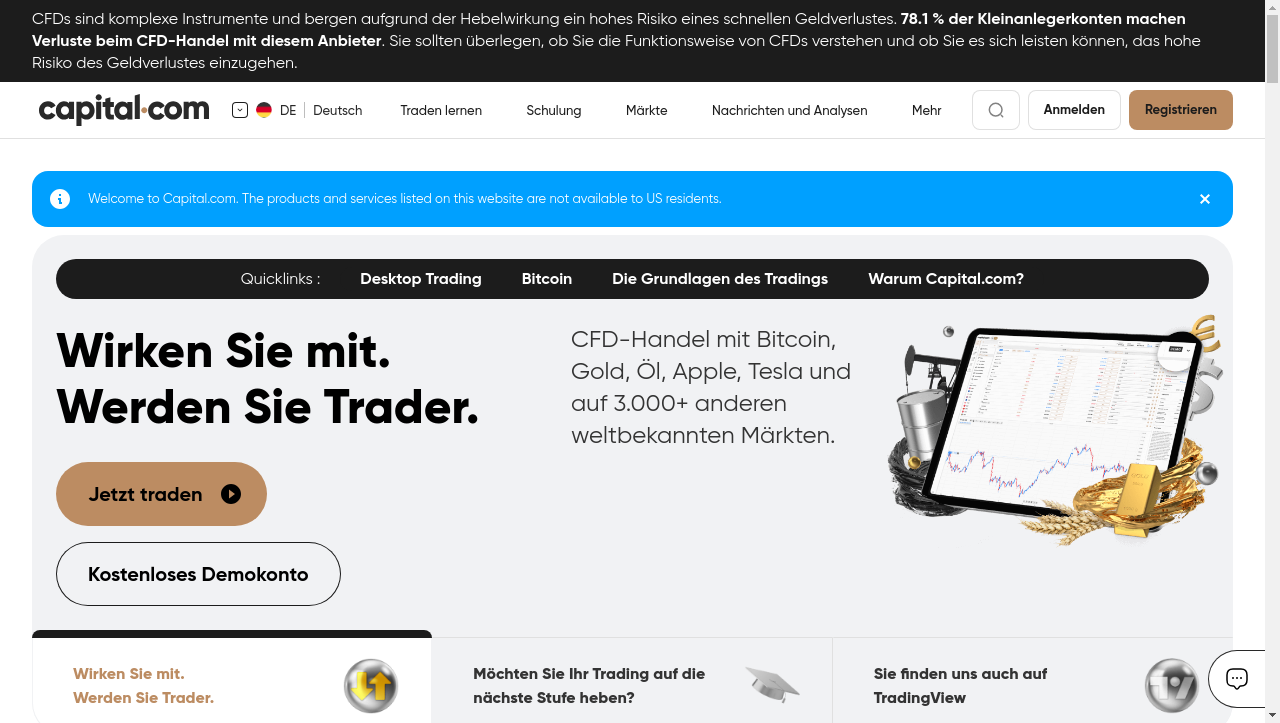 CFDs sind komplexe Instrumente und bergen aufgrund der Hebelwirkung ein hohes Risiko eines schnellen Geldverlustes. 78.1 % der Kleinanlegerkonten machen
Verluste beim CFD-Handel mit diesem Anbieter. Sie sollten überlegen, ob Sie die Funktionsweise von CFDs verstehen und ob Sie es sich leisten können, das hohe
Risiko des Geldverlustes einzugehen.
capital.com
DE Deutsch
Traden lernen
Schulung
Märkte
Nachrichten und Analysen
Mehr
Anmelden
Registrieren
Welcome to Capital.com. The products and services listed on this website are not available to US residents.
Quicklinks :
Desktop Trading
Bitcoin
Die Grundlagen des Tradings
Warum Capital.com?
Wirken Sie mit.
Werden Sie Trader.
CFD-Handel mit Bitcoin,
Gold, Öl, Apple, Tesla und
auf 3.000+ anderen
weltbekannten Märkten.
Jetzt traden
Kostenloses Demokonto
Wirken Sie mit.
Werden Sie Trader.
Möchten Sie Ihr Trading auf die
nächste Stufe heben?
Sie finden uns auch auf
TradingView